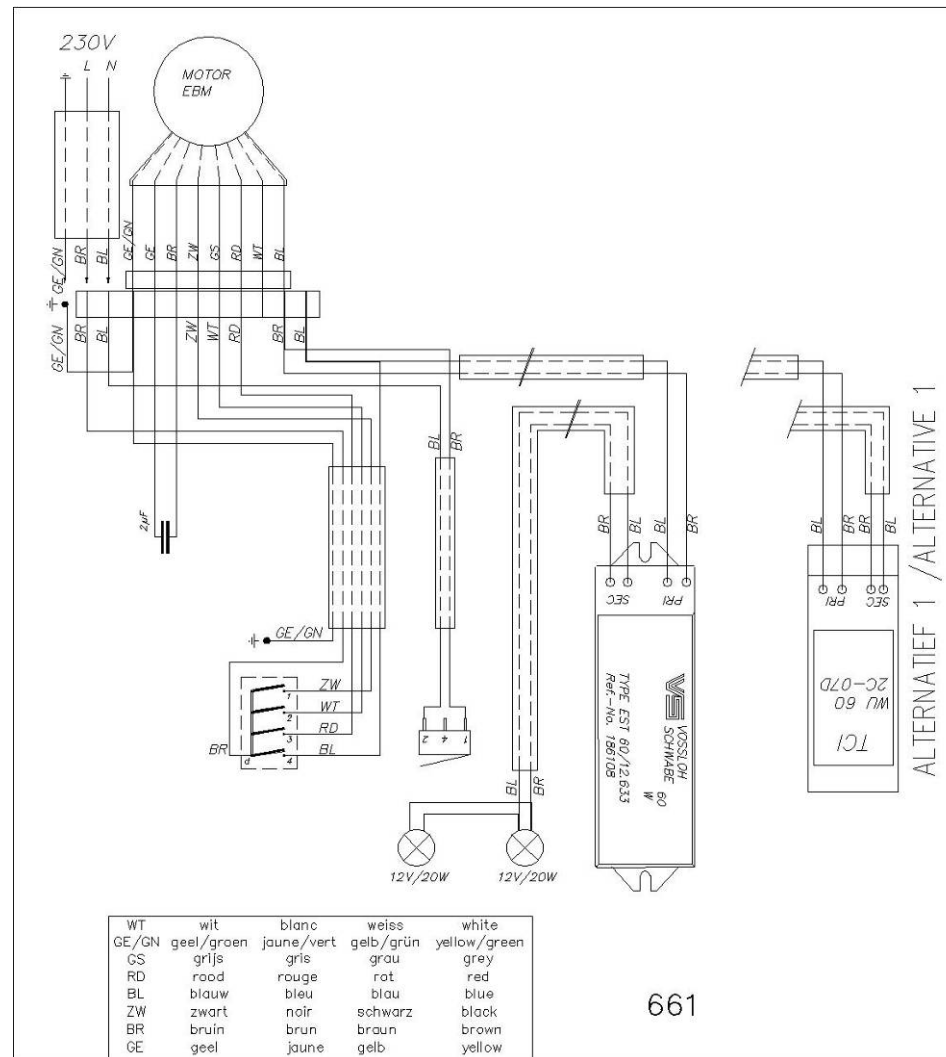 230V
L N
MOTOR
EBM
GE/GN BR BL GE/GN GE BR ZW GS RD WT BL
GE/GN BR BL ZW WT RD BR BL
2µF
BL BR
BR BL BL BR
BL BR BR BL
SEC PRI
PRI SEC
GE/GN
ZW
1
WT
2
RD
3
BR
BL
P 4
2 4 1
BL BR
12V/20W 12V/20W
VS VOSSLOH
SCHWABE
60
W
TYPE EST 60/12.633
Ref.-No. 186108
TCI
WU 60
2C-07D
ALTERNATIEF 1 /ALTERNATIVE 1
WT wit blanc weiss white
GE/GN geel/groen jaune/vert gelb/grün yellow/green
GS grijs gris grau grey
RD rood rouge rot red
BL blauw bleu blau blue
ZW zwart noir schwarz black
BR bruin brun braun brown
GE geel jaune gelb yellow
661